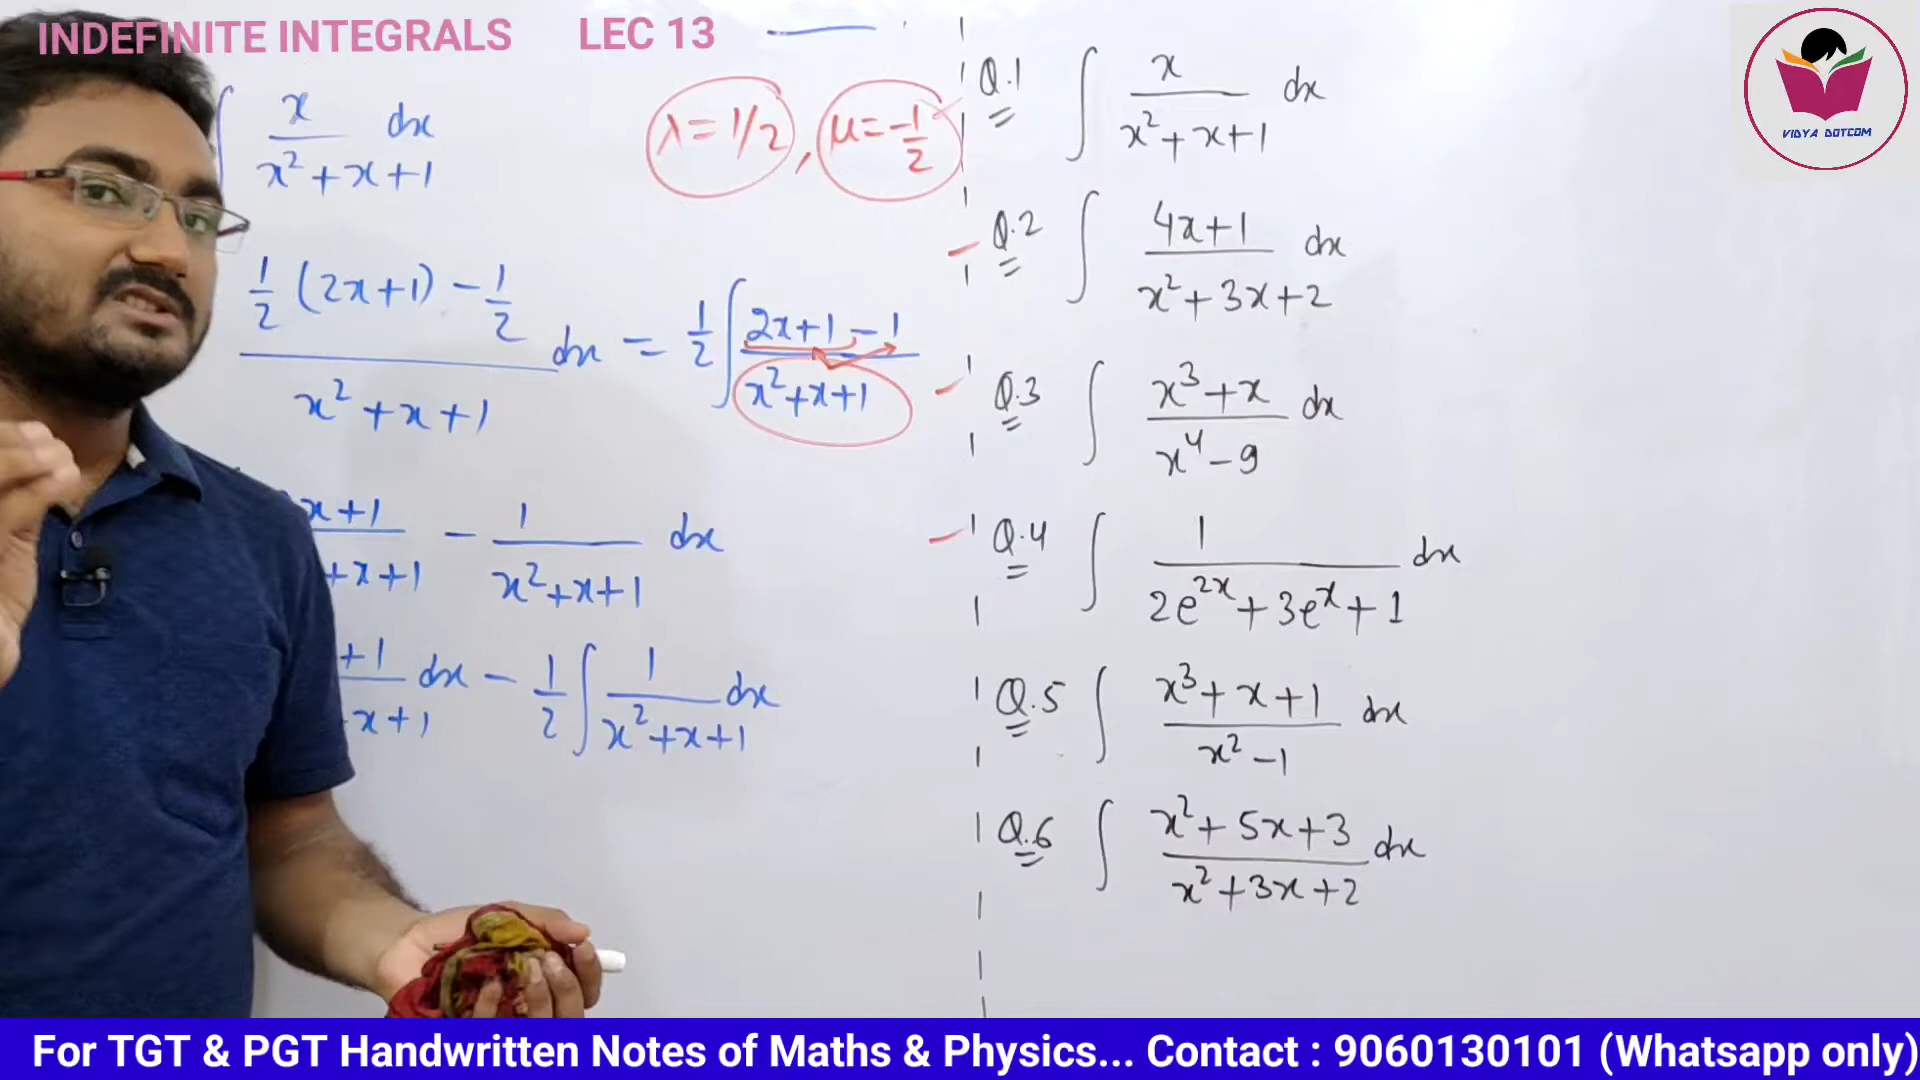 INDEFINITE INTEGRALS LEC 13
∫ x/(x²+x+1) dx
λ = 1/2 , μ = -1/2
(1/2 (2x+1) - 1/2)/(x²+x+1) dx = 1/2 ∫ (2x+1 - 1)/(x²+x+1)
x+1/+x+1 - 1/(x²+x+1) dx
+1/x+1 dx - 1/2 ∫ 1/(x²+x+1) dx
Q.1 ∫ x/(x²+x+1) dx
Q.2 ∫ (4x+1)/(x²+3x+2) dx
Q.3 ∫ (x³+x)/(x⁴-9) dx
Q.4 ∫ 1/(2e^(2x)+3e^x+1) dx
Q.5 ∫ (x³+x+1)/(x²-1) dx
Q.6 ∫ (x²+5x+3)/(x²+3x+2) dx
VIDYA DOTCOM
For TGT & PGT Handwritten Notes of Maths & Physics... Contact : 9060130101 (Whatsapp only)